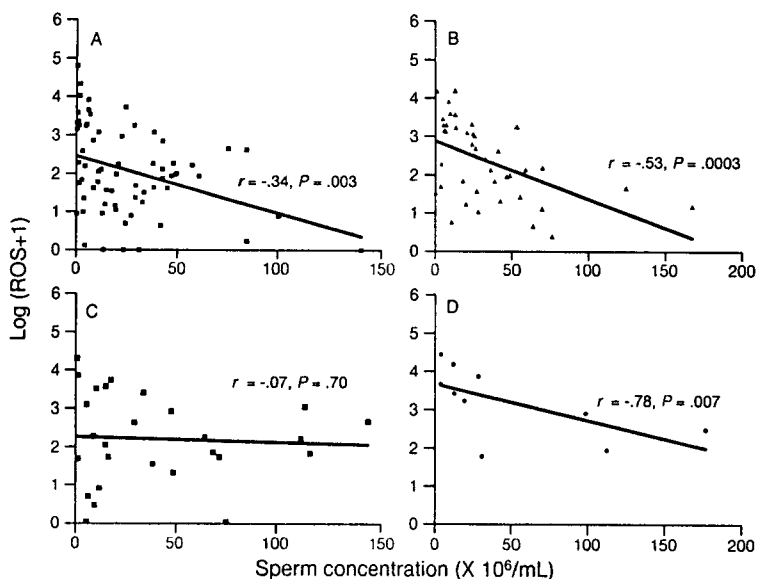 A
6
5
4
3
2
1
0
r = -.34, P = .003
0 50 100 150
B
6
5
4
3
2
1
0
r = -.53, P = .0003
0 50 100 150 200
Log (ROS+1)
C
6
5
4
3
2
1
0
r = -.07, P = .70
0 50 100 150
D
6
5
4
3
2
1
0
r = -.78, P = .007
0 50 100 150 200
Sperm concentration (X 10⁶/mL)